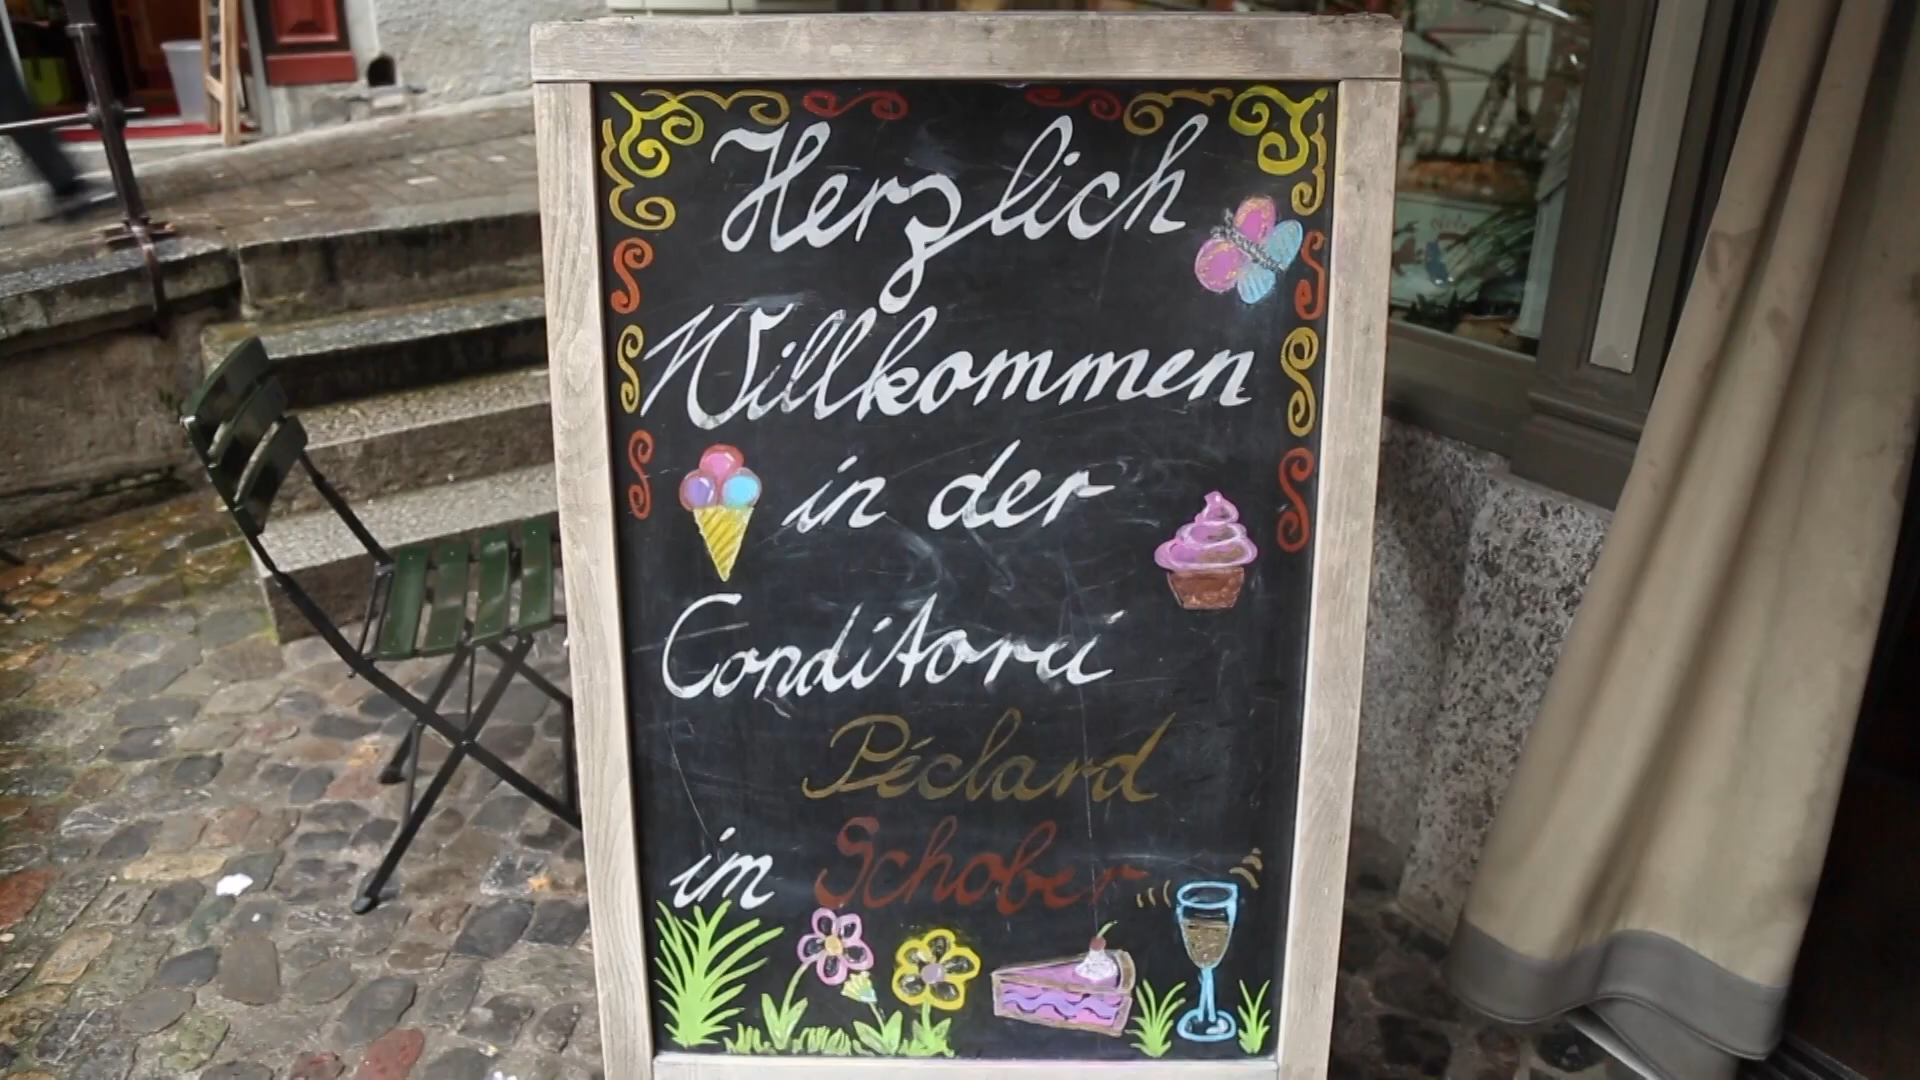 Herzlich
Willkommen
in der
Conditorei
Péclard
im Schober